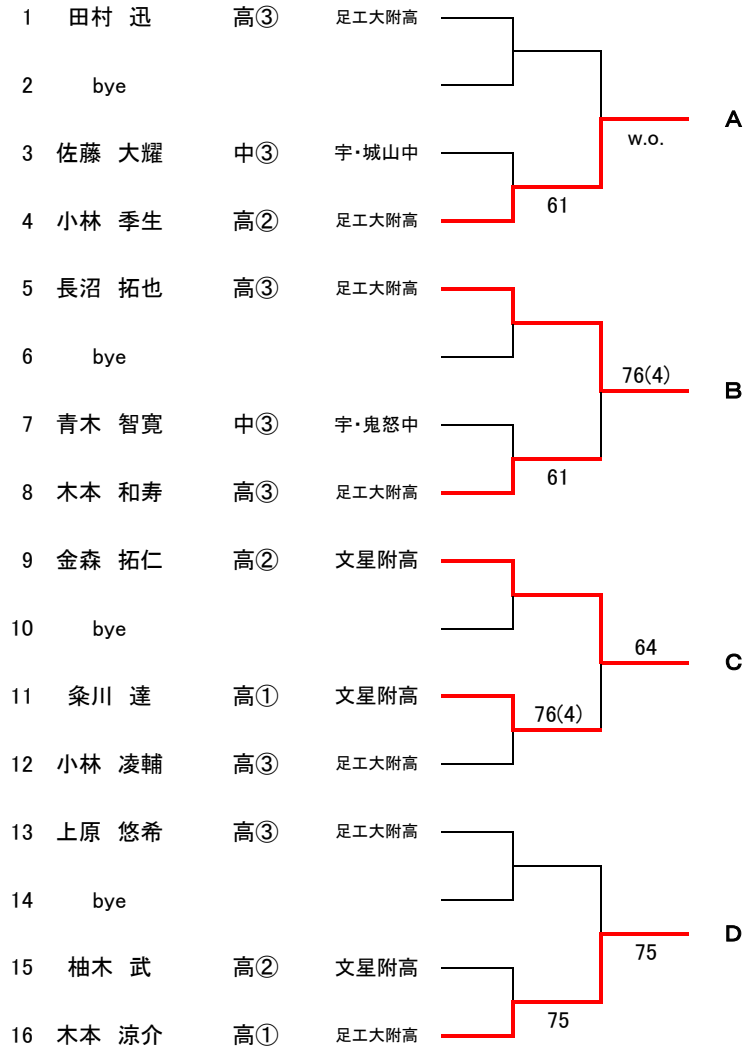 1 田村 迅 高③ 足工大附高
2 bye
A
w.o.
3 佐藤 大耀 中③ 宇・城山中
61
4 小林 季生 高② 足工大附高
5 長沼 拓也 高③ 足工大附高
6 bye
76(4)
B
7 青木 智寛 中③ 宇・鬼怒中
61
8 木本 和寿 高③ 足工大附高
9 金森 拓仁 高② 文星附高
10 bye
64
C
11 粂川 達 高① 文星附高
76(4)
12 小林 凌輔 高③ 足工大附高
13 上原 悠希 高③ 足工大附高
14 bye
D
75
15 柚木 武 高② 文星附高
75
16 木本 涼介 高① 足工大附高